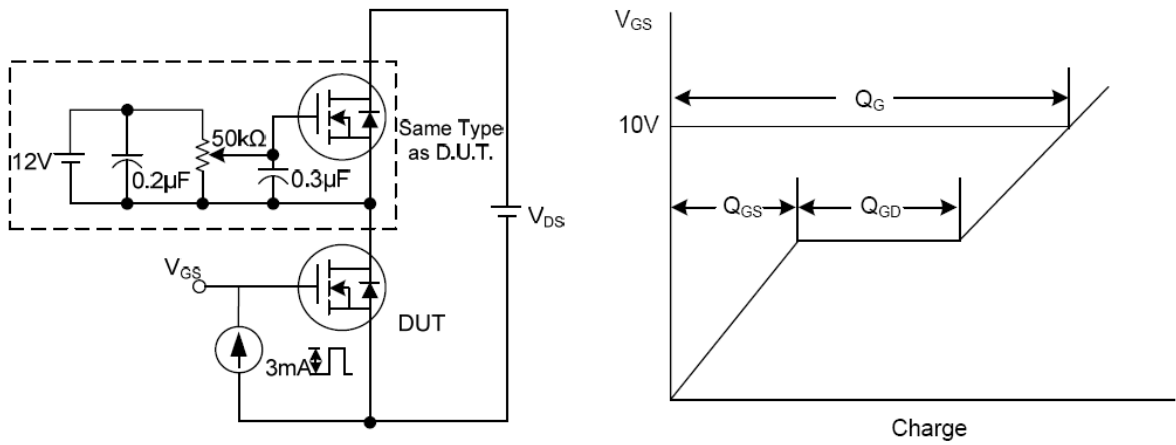 12V
0.2µF
50kΩ
0.3µF
Same Type
as D.U.T.
V_DS
V_GS
3mA
DUT
V_GS
10V
Q_G
Q_GS
Q_GD
Charge